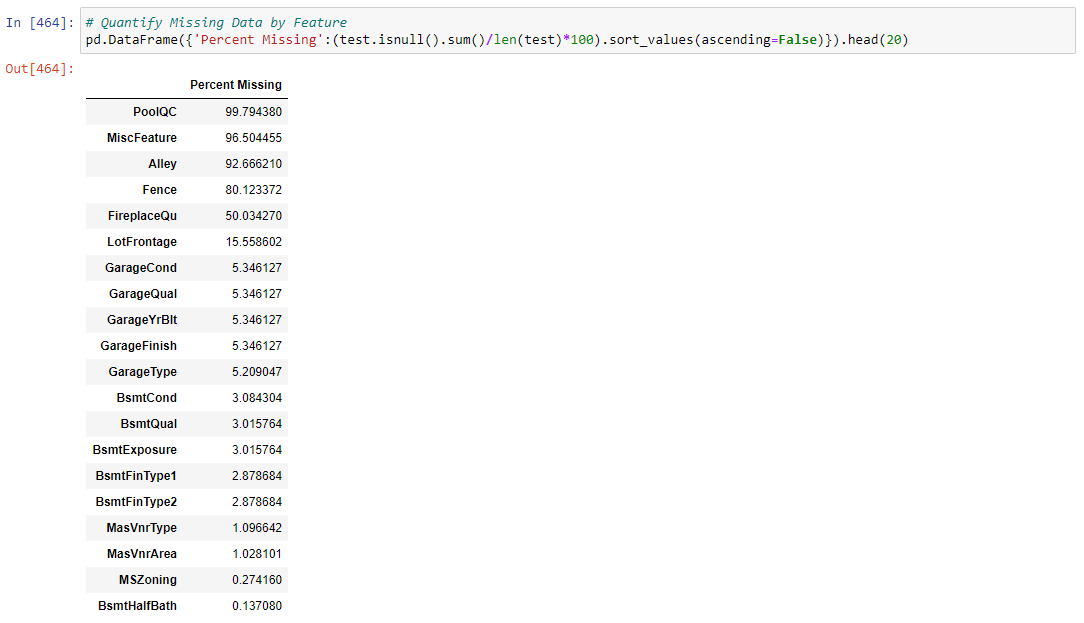 In [464]: # Quantify Missing Data by Feature
pd.DataFrame({'Percent Missing':(test.isnull().sum()/len(test)*100).sort_values(ascending=False)}).head(20)
Out[464]:
Percent Missing
PoolQC 99.794380
MiscFeature 96.504455
Alley 92.666210
Fence 80.123372
FireplaceQu 50.034270
LotFrontage 15.558602
GarageCond 5.346127
GarageQual 5.346127
GarageYrBlt 5.346127
GarageFinish 5.346127
GarageType 5.209047
BsmtCond 3.084304
BsmtQual 3.015764
BsmtExposure 3.015764
BsmtFinType1 2.878684
BsmtFinType2 2.878684
MasVnrType 1.096642
MasVnrArea 1.028101
MSZoning 0.274160
BsmtHalfBath 0.137080